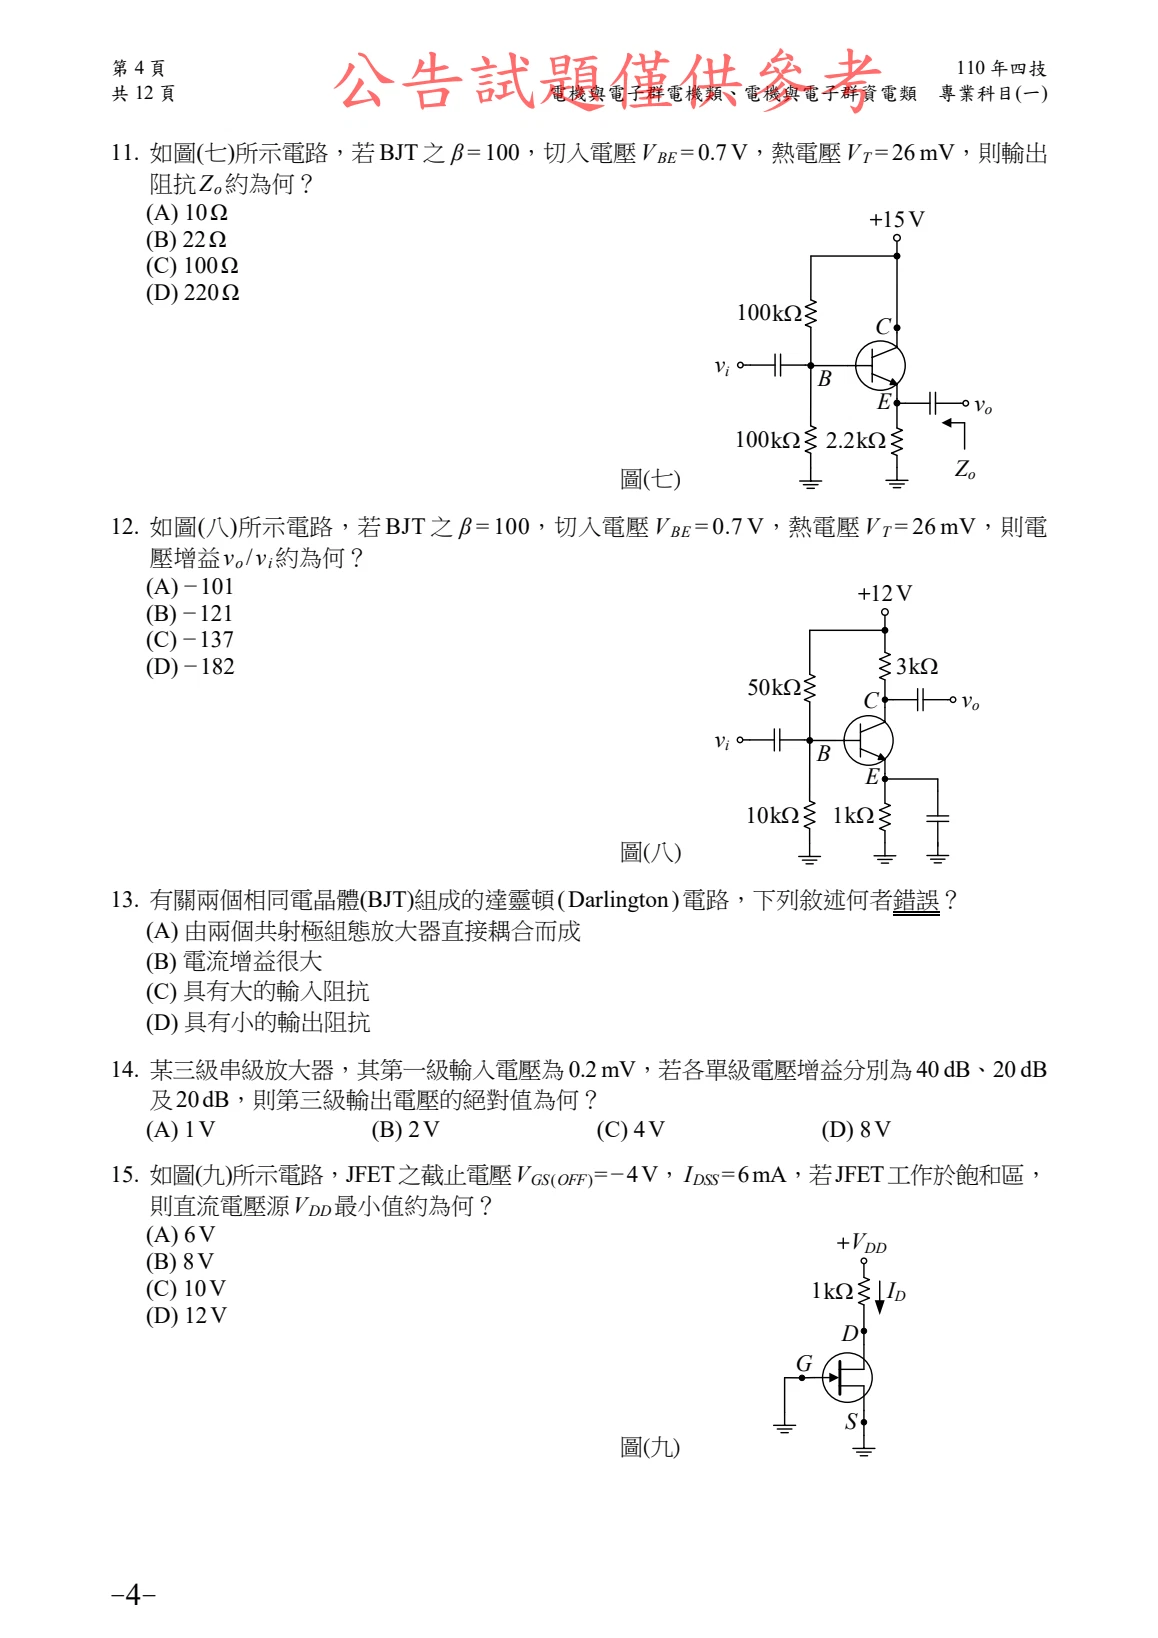 第 4 頁
共 12 頁
公告試題僅供參考
110 年四技
電機與電子群電機類、電機與電子群資電類 專業科目(一)
11. 如圖(七)所示電路，若 BJT 之 β = 100，切入電壓 VBE = 0.7 V，熱電壓 VT = 26 mV，則輸出
阻抗 Zo 約為何？
(A) 10Ω
(B) 22Ω
(C) 100Ω
(D) 220Ω
+15 V
100kΩ
C
vi
B
E
vo
100kΩ
2.2kΩ
Zo
圖(七)
12. 如圖(八)所示電路，若 BJT 之 β = 100，切入電壓 VBE = 0.7 V，熱電壓 VT = 26 mV，則電
壓增益 vo / vi 約為何？
(A) −101
(B) −121
(C) −137
(D) −182
+12 V
3kΩ
50kΩ
C
vo
vi
B
E
10kΩ
1kΩ
圖(八)
13. 有關兩個相同電晶體(BJT)組成的達靈頓(Darlington)電路，下列敘述何者錯誤？
(A) 由兩個共射極組態放大器直接耦合而成
(B) 電流增益很大
(C) 具有大的輸入阻抗
(D) 具有小的輸出阻抗
14. 某三級串級放大器，其第一級輸入電壓為 0.2 mV，若各單級電壓增益分別為 40 dB、20 dB
及 20 dB，則第三級輸出電壓的絕對值為何？
(A) 1 V (B) 2 V (C) 4 V (D) 8 V
15. 如圖(九)所示電路，JFET 之截止電壓 VGS(OFF)=−4 V，IDSS=6 mA，若 JFET 工作於飽和區，
則直流電壓源 VDD 最小值約為何？
(A) 6 V
(B) 8 V
(C) 10 V
(D) 12 V
+VDD
1kΩ
ID
D
G
S
圖(九)
−4−